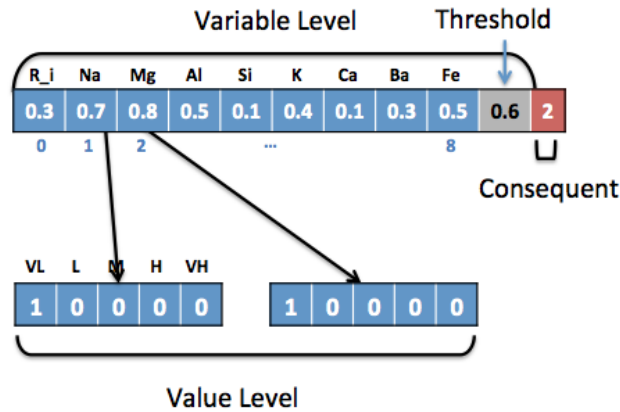 Threshold
Variable Level
R_i Na Mg Al Si K Ca Ba Fe
0.3 0.7 0.8 0.5 0.1 0.4 0.1 0.3 0.5 0.6 2
0 1 2 ... 8
Consequent
VL L M H VH
1 0 0 0 0 1 0 0 0 0
Value Level